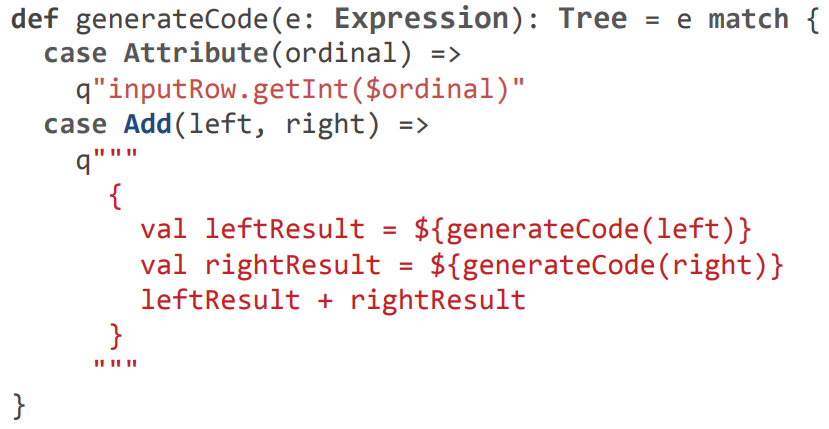 def generateCode(e: Expression): Tree = e match {
  case Attribute(ordinal) =>
    q"inputRow.getInt($ordinal)"
  case Add(left, right) =>
    q"""
      {
        val leftResult = ${generateCode(left)}
        val rightResult = ${generateCode(right)}
        leftResult + rightResult
      }
     """
}